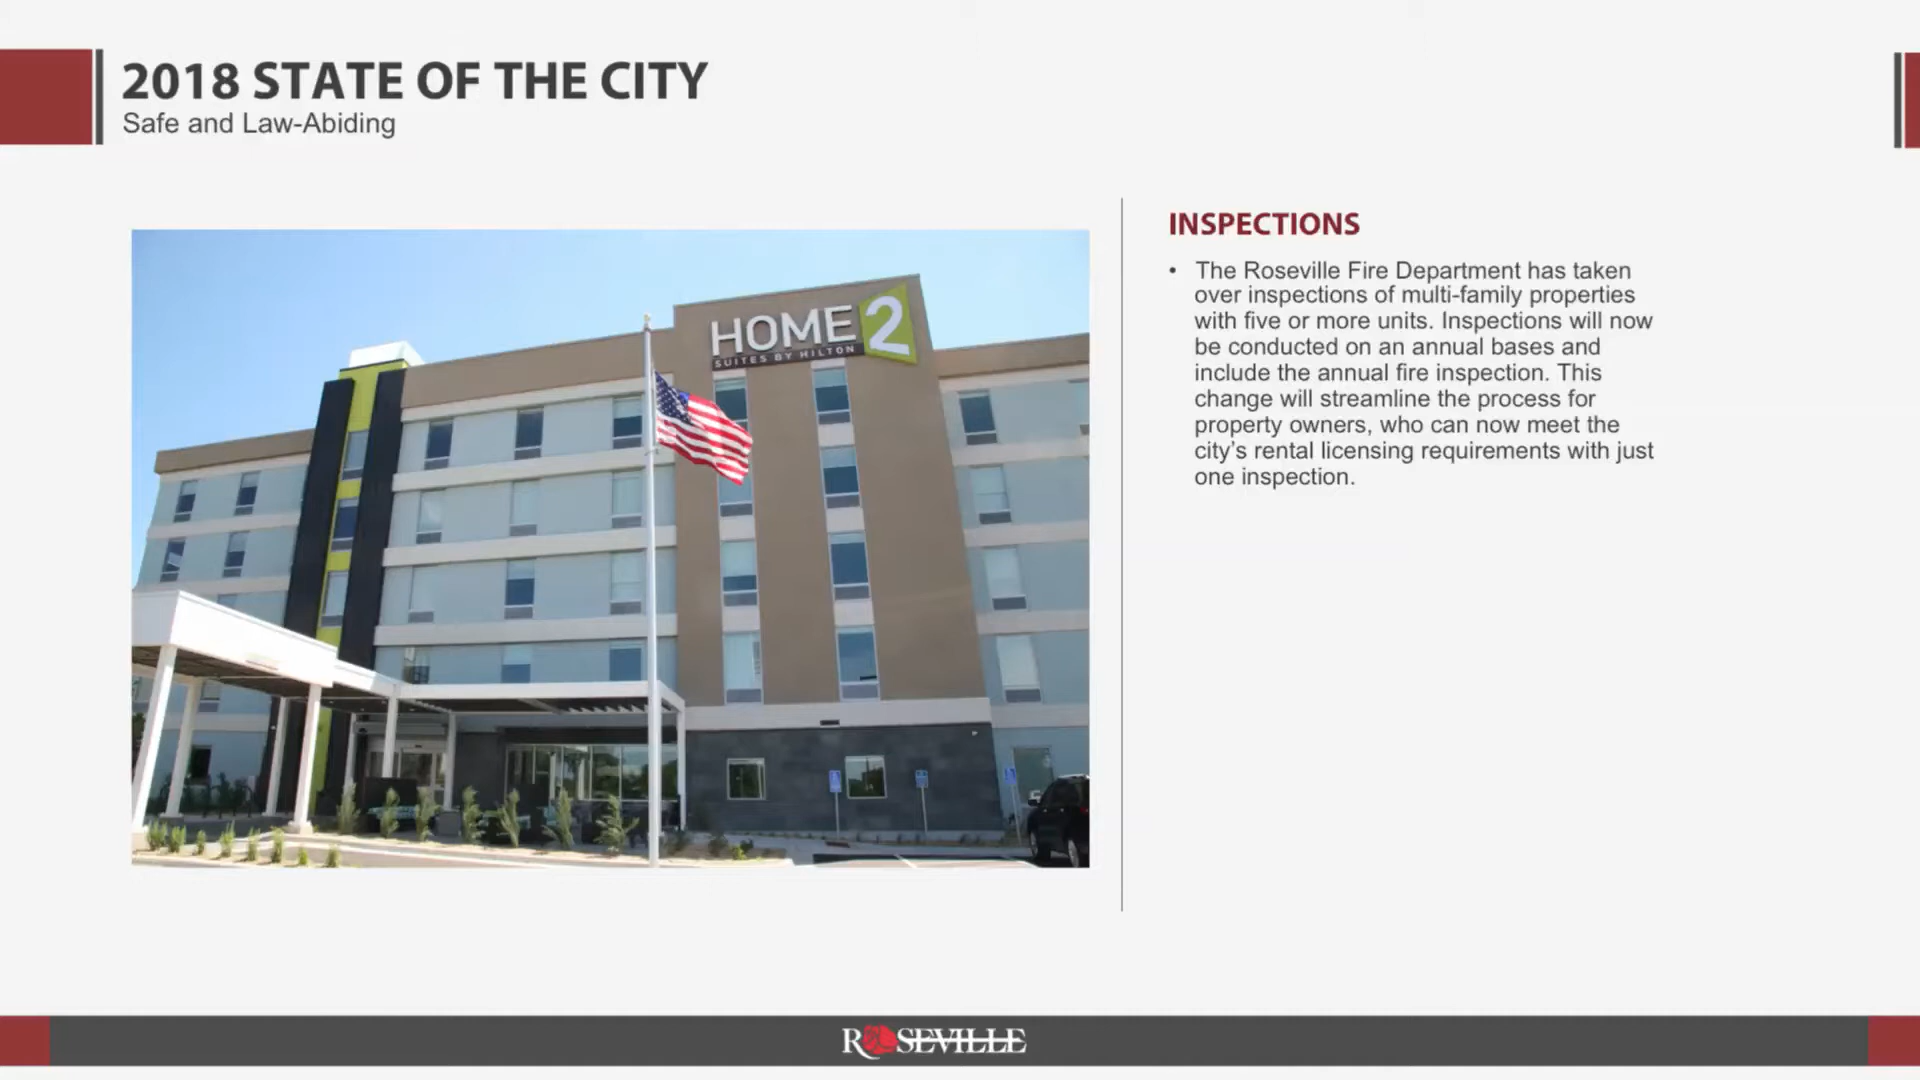 2018 STATE OF THE CITY
Safe and Law-Abiding
HOME 2
SUITES BY HILTON
INSPECTIONS
• The Roseville Fire Department has taken
over inspections of multi-family properties
with five or more units. Inspections will now
be conducted on an annual bases and
include the annual fire inspection. This
change will streamline the process for
property owners, who can now meet the
city’s rental licensing requirements with just
one inspection.
ROSEVILLE